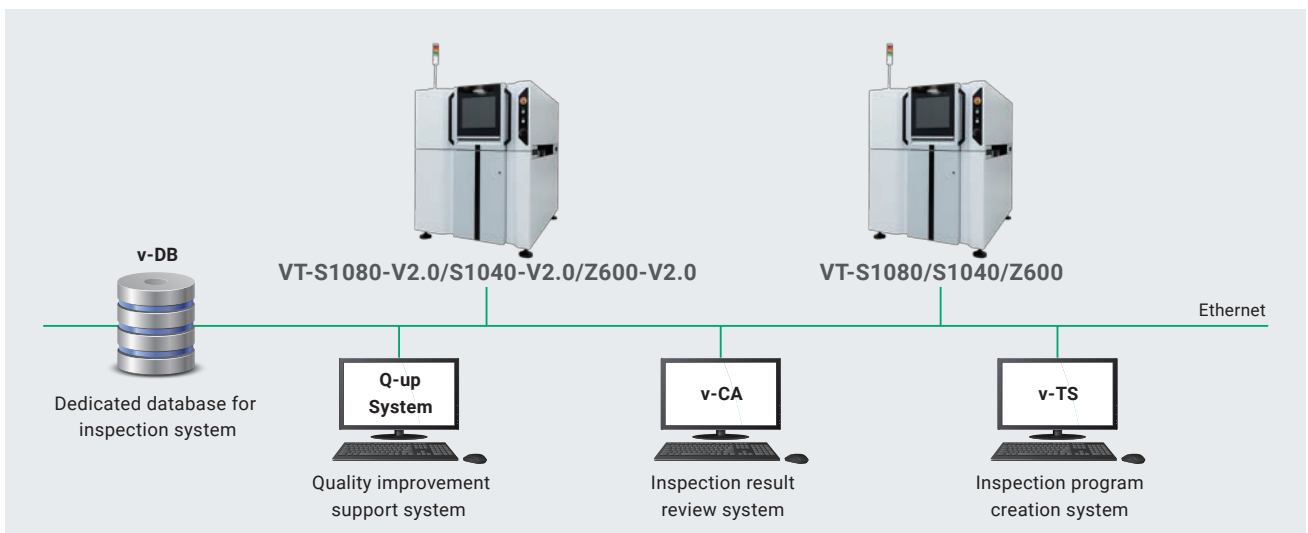 v-DB
VT-S1080-V2.0/S1040-V2.0/Z600-V2.0
VT-S1080/S1040/Z600
Ethernet
Dedicated database for
inspection system
Q-up
System
Quality improvement
support system
v-CA
Inspection result
review system
v-TS
Inspection program
creation system